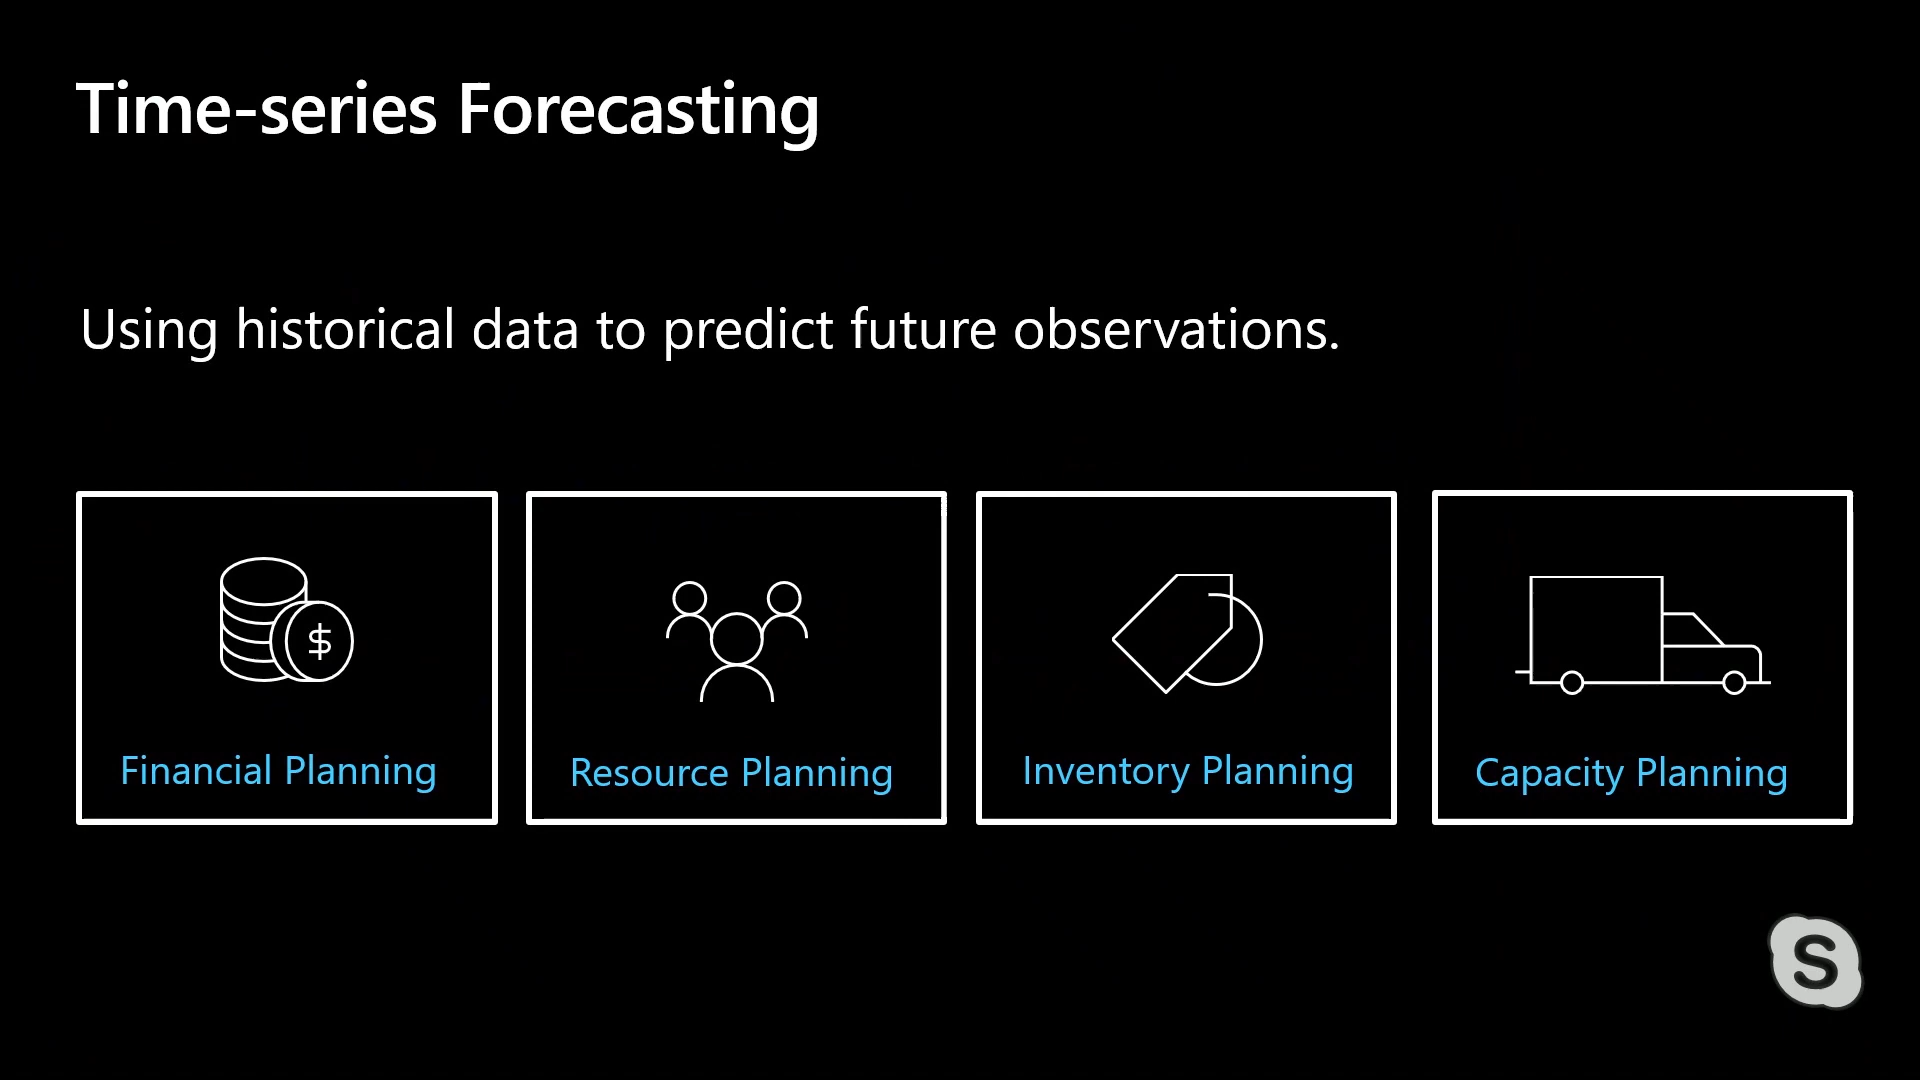 Time-series Forecasting
Using historical data to predict future observations.
$
Financial Planning
Resource Planning
Inventory Planning
Capacity Planning
S